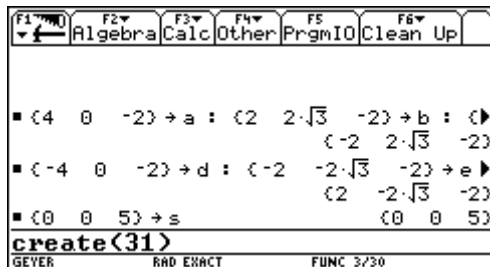 F1 F2 Algebra F3 Calc F4 Other F5 PrgmIO F6 Clean Up
▪ {4 0 -2} → a : {2 2·√3 -2} → b : {▶
{-2 2·√3 -2}
▪ {-4 0 -2} → d : {-2 -2·√3 -2} → e ▶
{2 -2·√3 -2}
▪ {0 0 5} → s {0 0 5}
create(31)
GEYER RAD EXACT FUNC 3/30